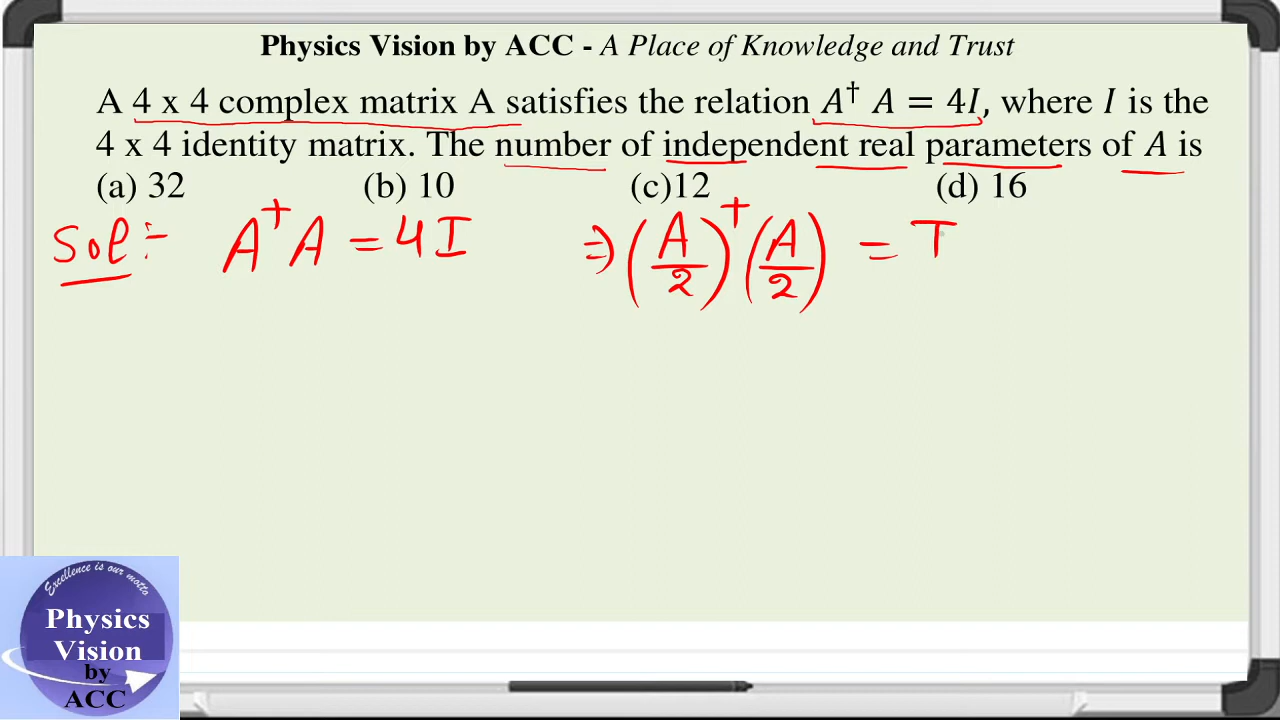 Physics Vision by ACC - A Place of Knowledge and Trust
A 4 x 4 complex matrix A satisfies the relation A† A = 4I, where I is the
4 x 4 identity matrix. The number of independent real parameters of A is
(a) 32 (b) 10 (c)12 (d) 16
Sol :- A† A = 4I ⇒ (A/2)† (A/2) = T
Excellence is our motto
Physics
Vision
by
ACC